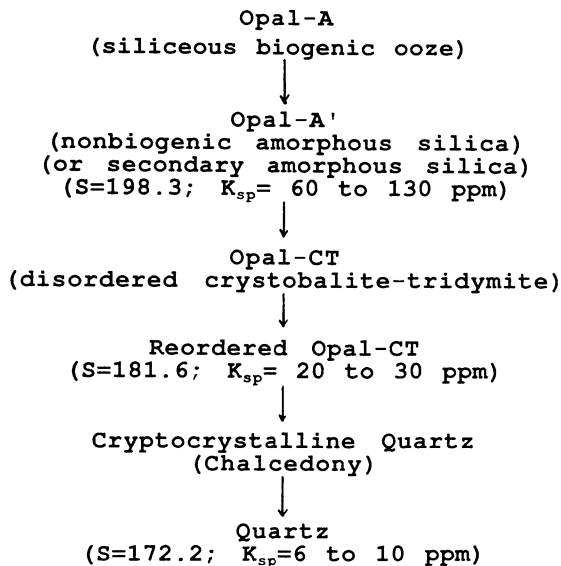 Opal-A
(siliceous biogenic ooze)
Opal-A'
(nonbiogenic amorphous silica)
(or secondary amorphous silica)
(S=198.3; Ksp= 60 to 130 ppm)
Opal-CT
(disordered crystobalite-tridymite)
Reordered Opal-CT
(S=181.6; Ksp= 20 to 30 ppm)
Cryptocrystalline Quartz
(Chalcedony)
Quartz
(S=172.2; Ksp=6 to 10 ppm)